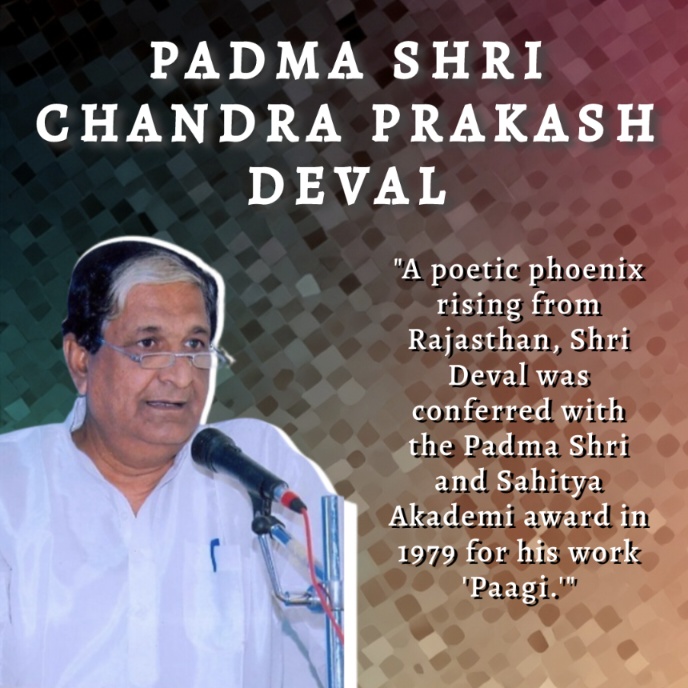 PADMA SHRI
CHANDRA PRAKASH
DEVAL
"A poetic phoenix
rising from
Rajasthan, Shri
Deval was
conferred with
the Padma Shri
and Sahitya
Akademi award in
1979 for his work
'Paagi.'"